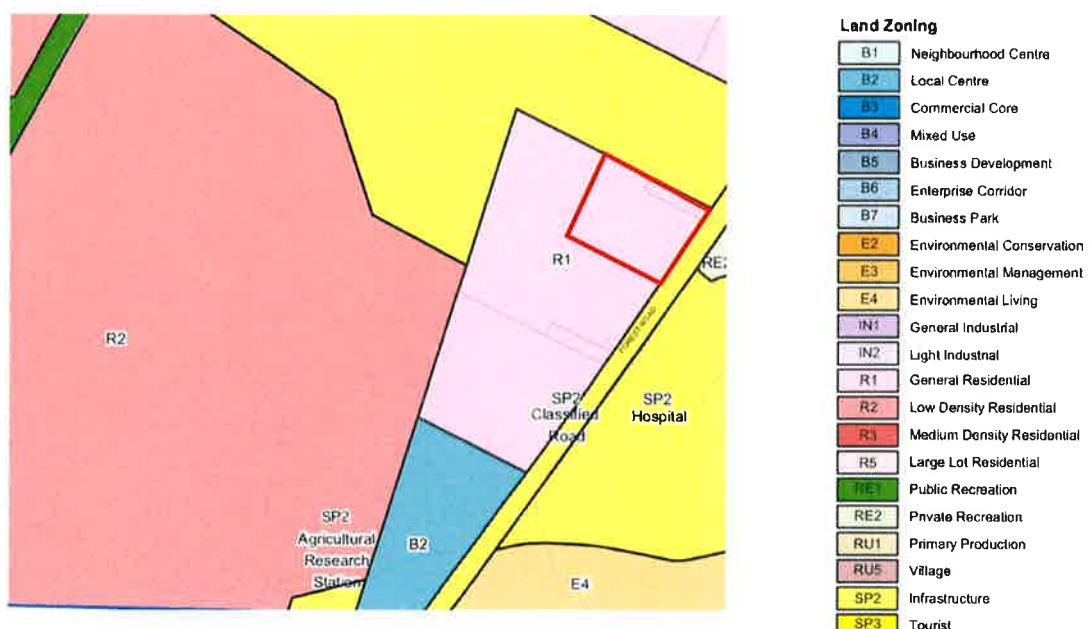 R1
R2
RE2
FOREST ROAD
SP2
Classified
Road
SP2
Hospital
SP2
Agricultural
Research
Station
B2
E4
Land Zoning
B1 Neighbourhood Centre
B2 Local Centre
B3 Commercial Core
B4 Mixed Use
B5 Business Development
B6 Enterprise Corridor
B7 Business Park
E2 Environmental Conservation
E3 Environmental Management
E4 Environmental Living
IN1 General Industrial
IN2 Light Industrial
R1 General Residential
R2 Low Density Residential
R3 Medium Density Residential
R5 Large Lot Residential
RE1 Public Recreation
RE2 Private Recreation
RU1 Primary Production
RU5 Village
SP2 Infrastructure
SP3 Tourist